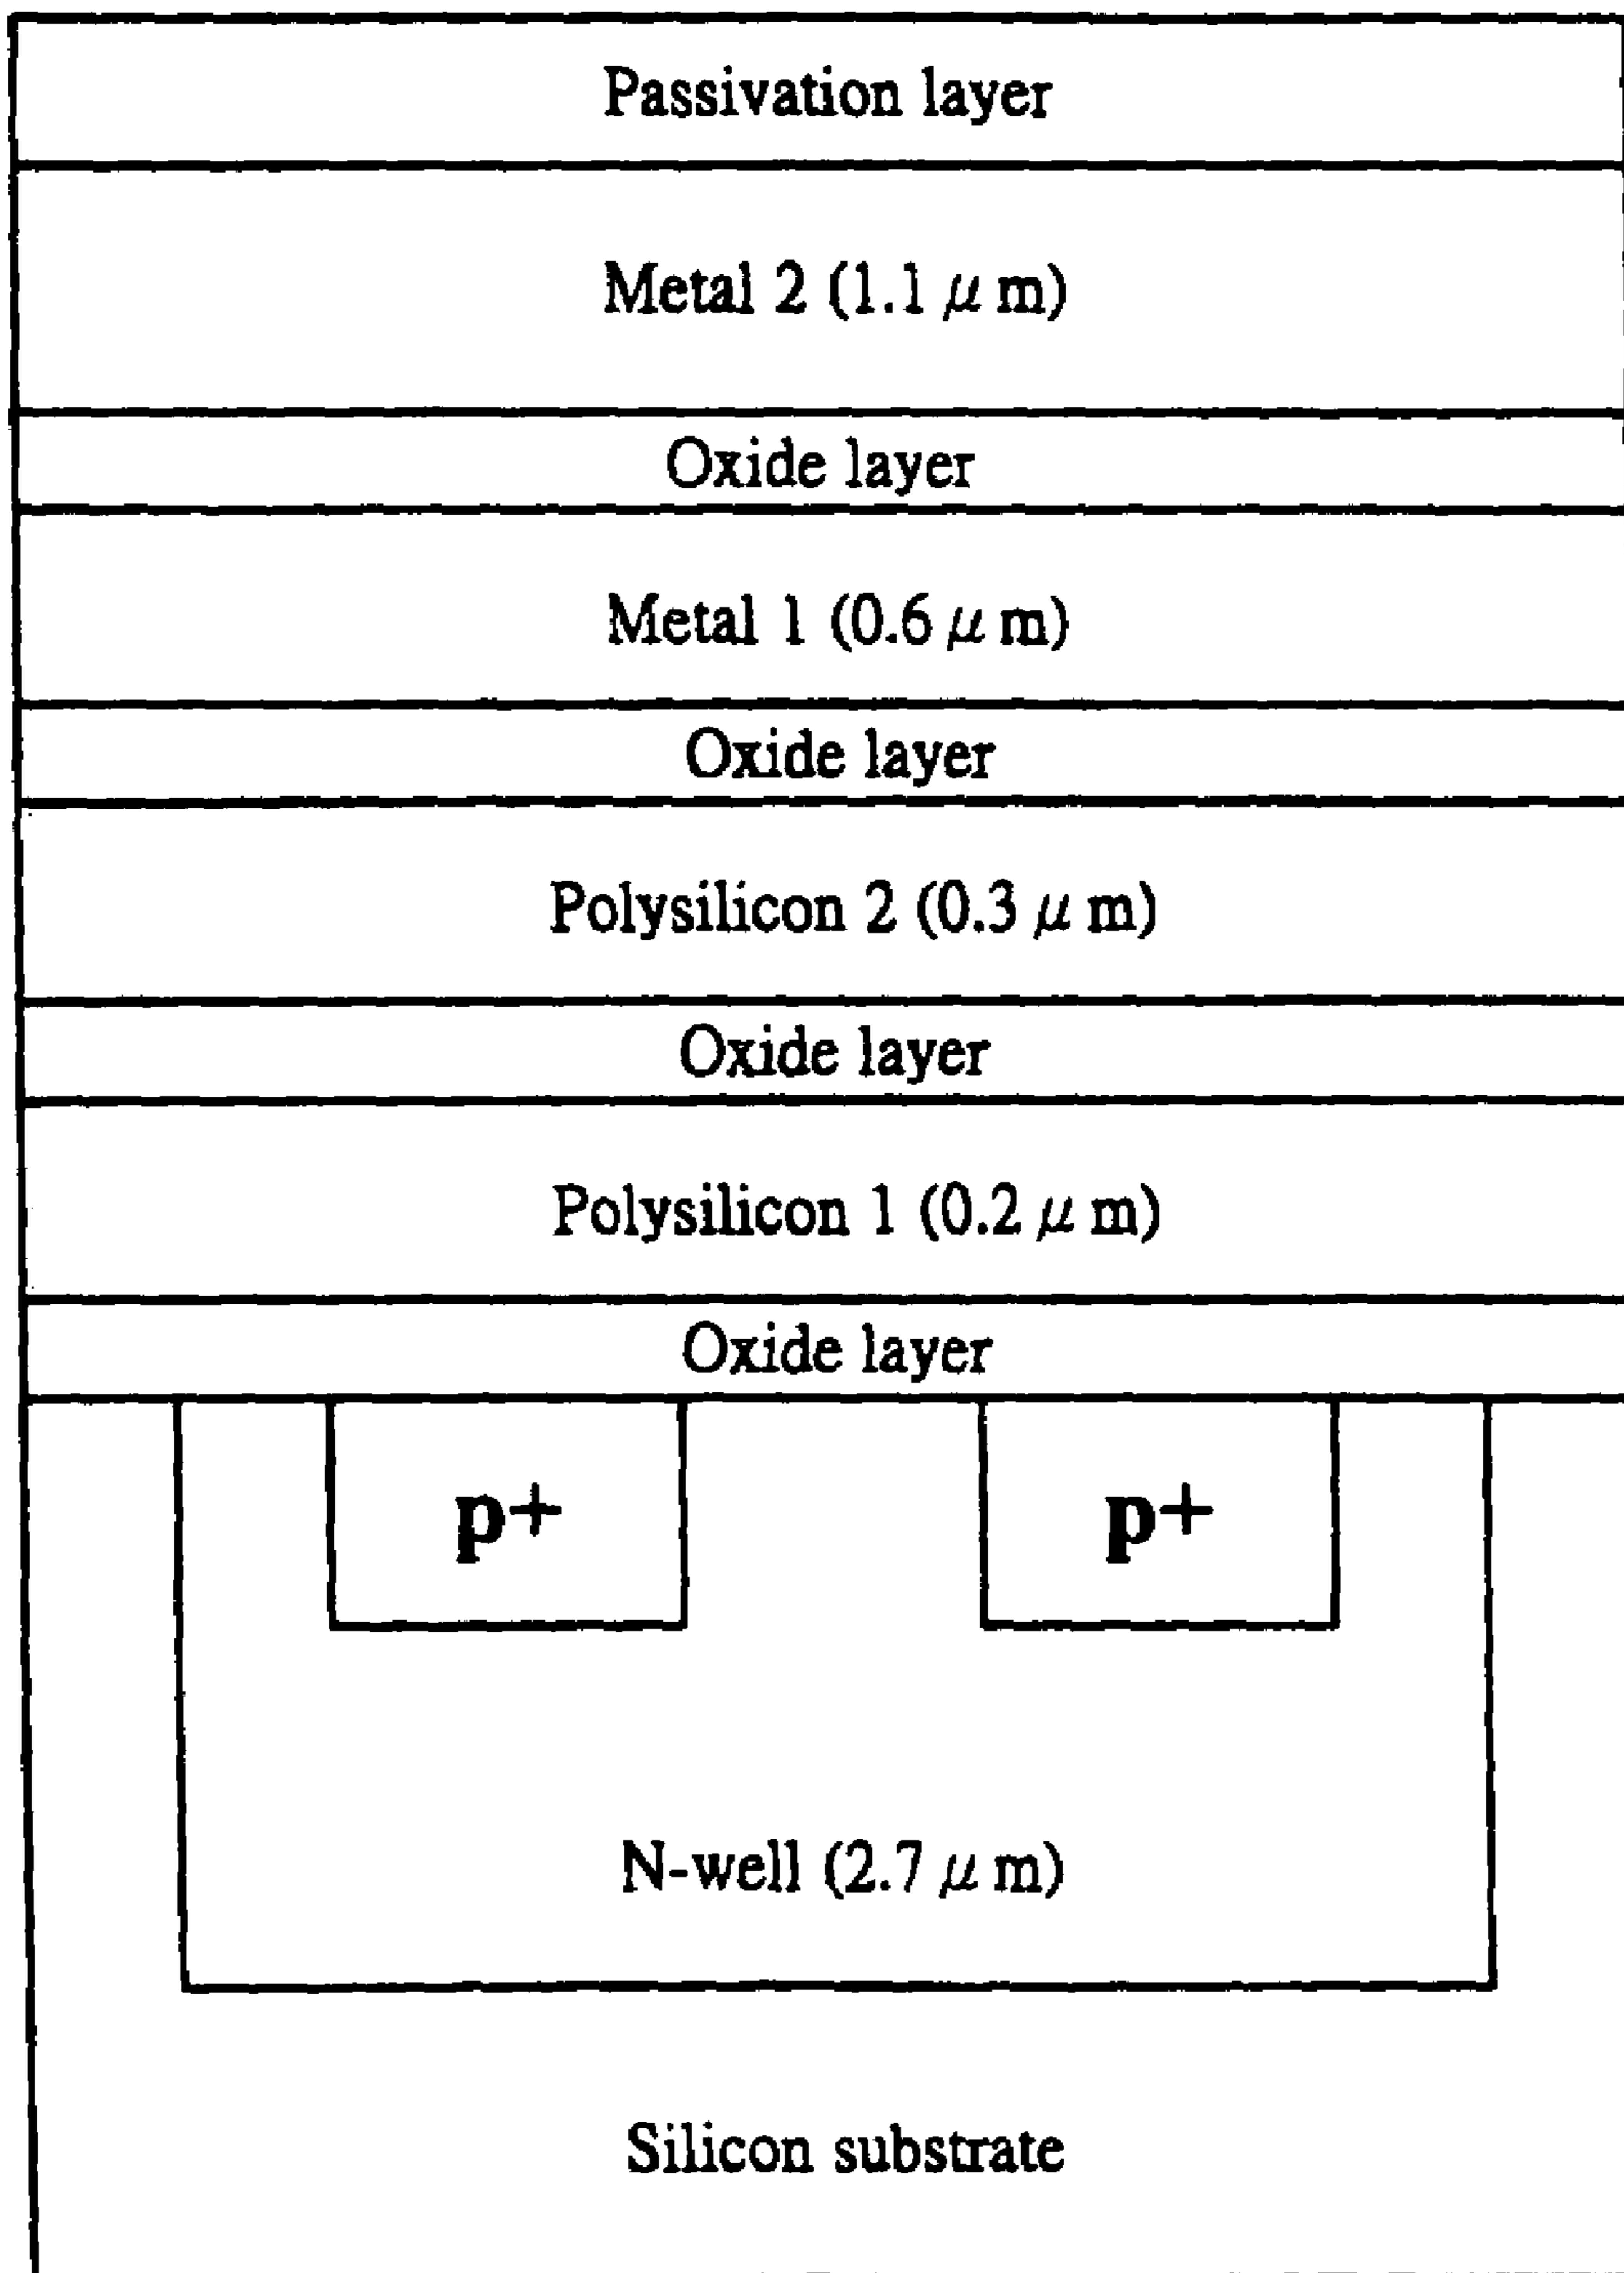 Passivation layer
Metal 2 (1.1 μ m)
Oxide layer
Metal 1 (0.6 μ m)
Oxide layer
Polysilicon 2 (0.3 μ m)
Oxide layer
Polysilicon 1 (0.2 μ m)
Oxide layer
p+ p+
N-well (2.7 μ m)
Silicon substrate